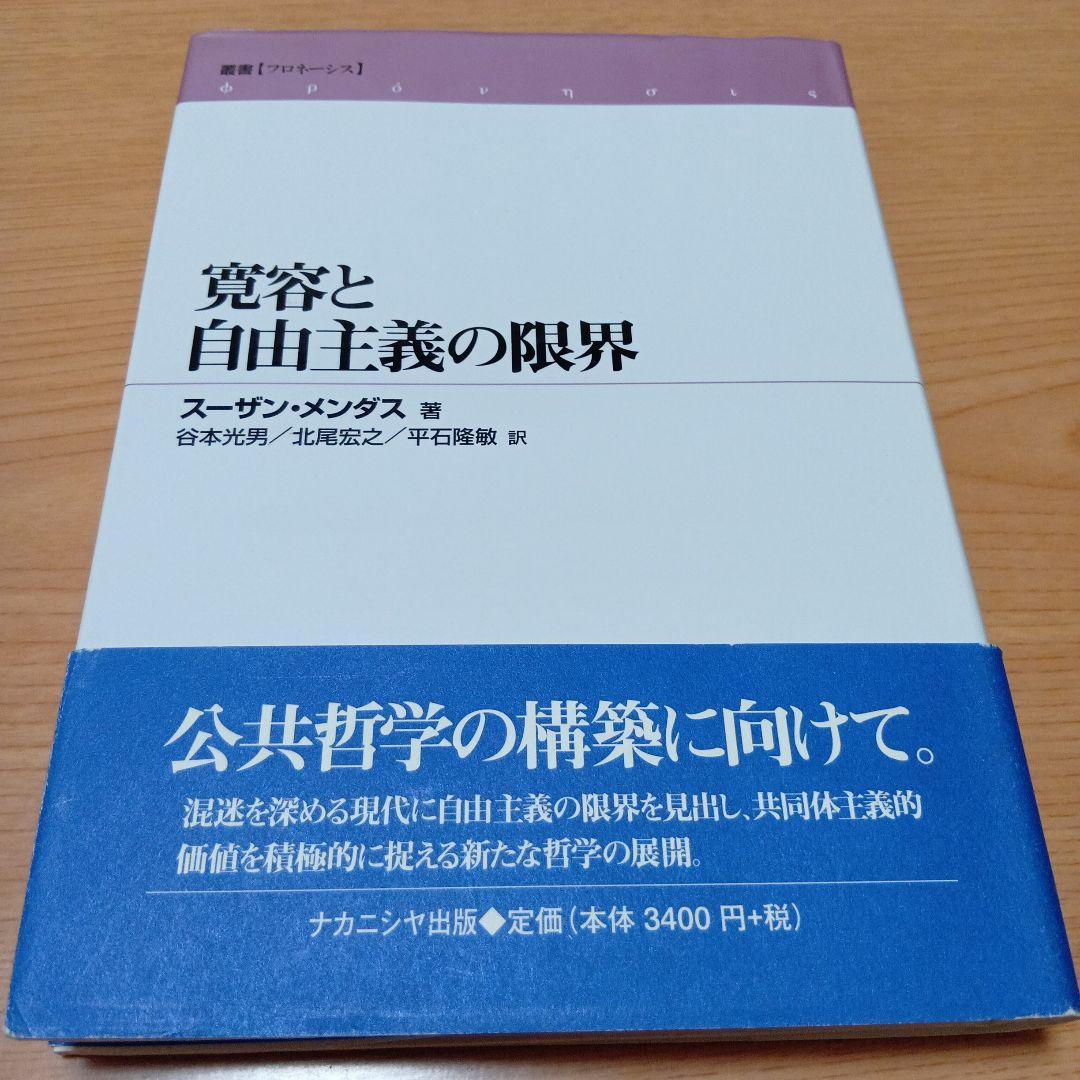 叢書【フロネーシス】
φ ρ ό ν η σ ι ς
寛容と
自由主義の限界
スーザン・メンダス 著
谷本光男／北尾宏之／平石隆敏 訳
公共哲学の構築に向けて。
混迷を深める現代に自由主義の限界を見出し、共同体主義的
価値を積極的に捉える新たな哲学の展開。
ナカニシヤ出版◆定価（本体 3400 円+税）